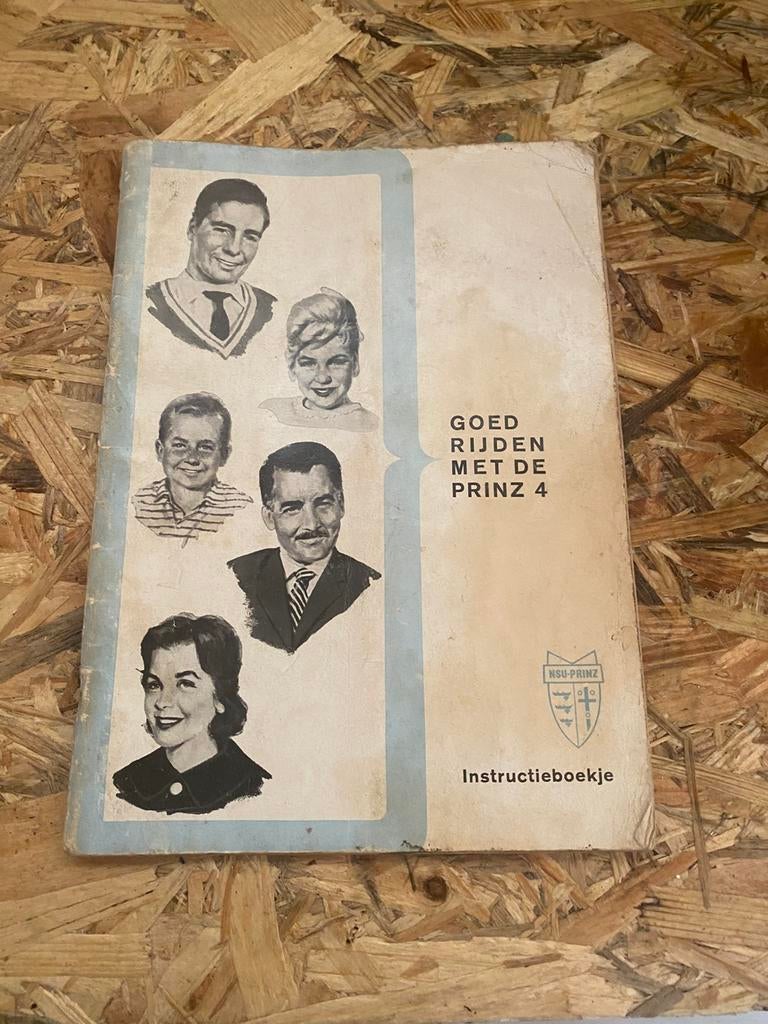 GOED
RIJDEN
MET DE
PRINZ 4
NSU-PRINZ
Instructieboekje